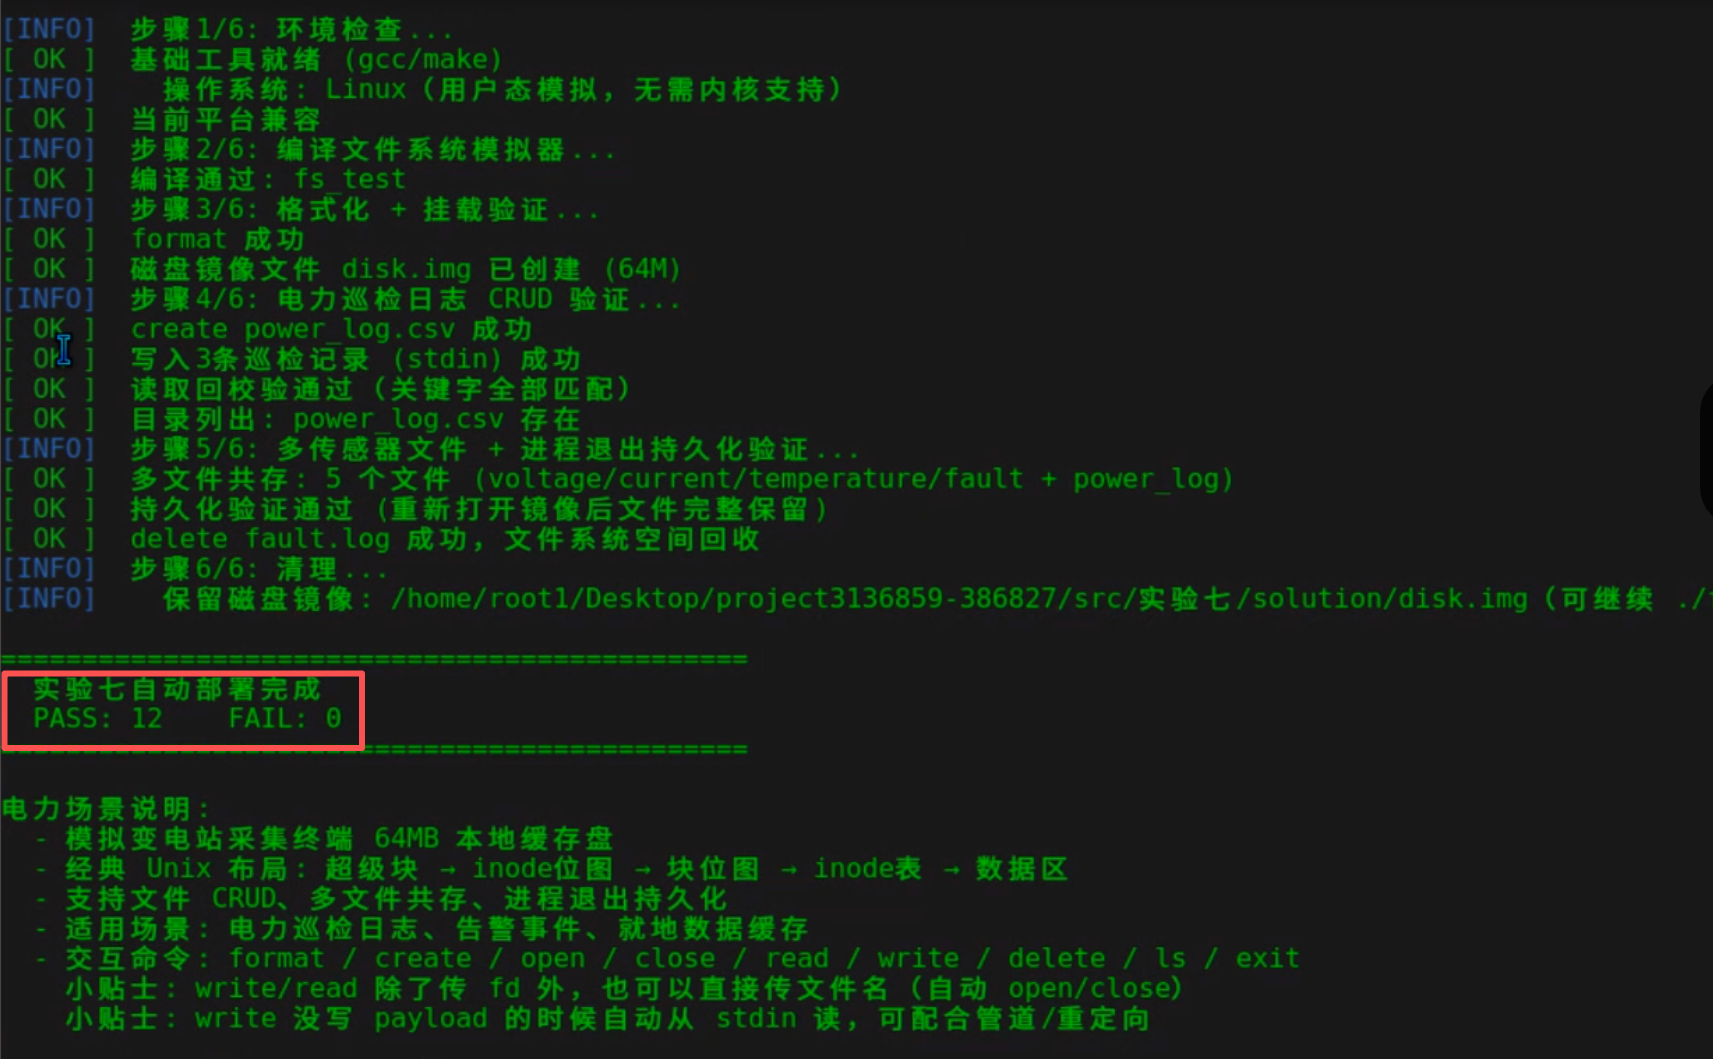 [INFO] 步骤1/6: 环境检查...
[ OK ] 基础工具就绪 (gcc/make)
[INFO]   操作系统: Linux（用户态模拟，无需内核支持）
[ OK ] 当前平台兼容
[INFO] 步骤2/6: 编译文件系统模拟器...
[ OK ] 编译通过: fs_test
[INFO] 步骤3/6: 格式化 + 挂载验证...
[ OK ] format 成功
[ OK ] 磁盘镜像文件 disk.img 已创建 (64M)
[INFO] 步骤4/6: 电力巡检日志 CRUD 验证...
[ OK ] create power_log.csv 成功
[ OK ] 写入3条巡检记录 (stdin) 成功
[ OK ] 读取回校验通过（关键字全部匹配）
[ OK ] 目录列出: power_log.csv 存在
[INFO] 步骤5/6: 多传感器文件 + 进程退出持久化验证...
[ OK ] 多文件共存: 5 个文件 (voltage/current/temperature/fault + power_log)
[ OK ] 持久化验证通过 (重新打开镜像后文件完整保留)
[ OK ] delete fault.log 成功，文件系统空间回收
[INFO] 步骤6/6: 清理...
[INFO]   保留磁盘镜像: /home/root1/Desktop/project3136859-386827/src/实验七/solution/disk.img（可继续 ./
==============================================
实验七自动部署完成
PASS: 12    FAIL: 0
==============================================
电力场景说明:
- 模拟变电站采集终端 64MB 本地缓存盘
- 经典 Unix 布局: 超级块 → inode位图 → 块位图 → inode表 → 数据区
- 支持文件 CRUD、多文件共存、进程退出持久化
- 适用场景: 电力巡检日志、告警事件、就地数据缓存
- 交互命令: format / create / open / close / read / write / delete / ls / exit
小贴士: write/read 除了传 fd 外，也可以直接传文件名（自动 open/close）
小贴士: write 没写 payload 的时候自动从 stdin 读，可配合管道/重定向